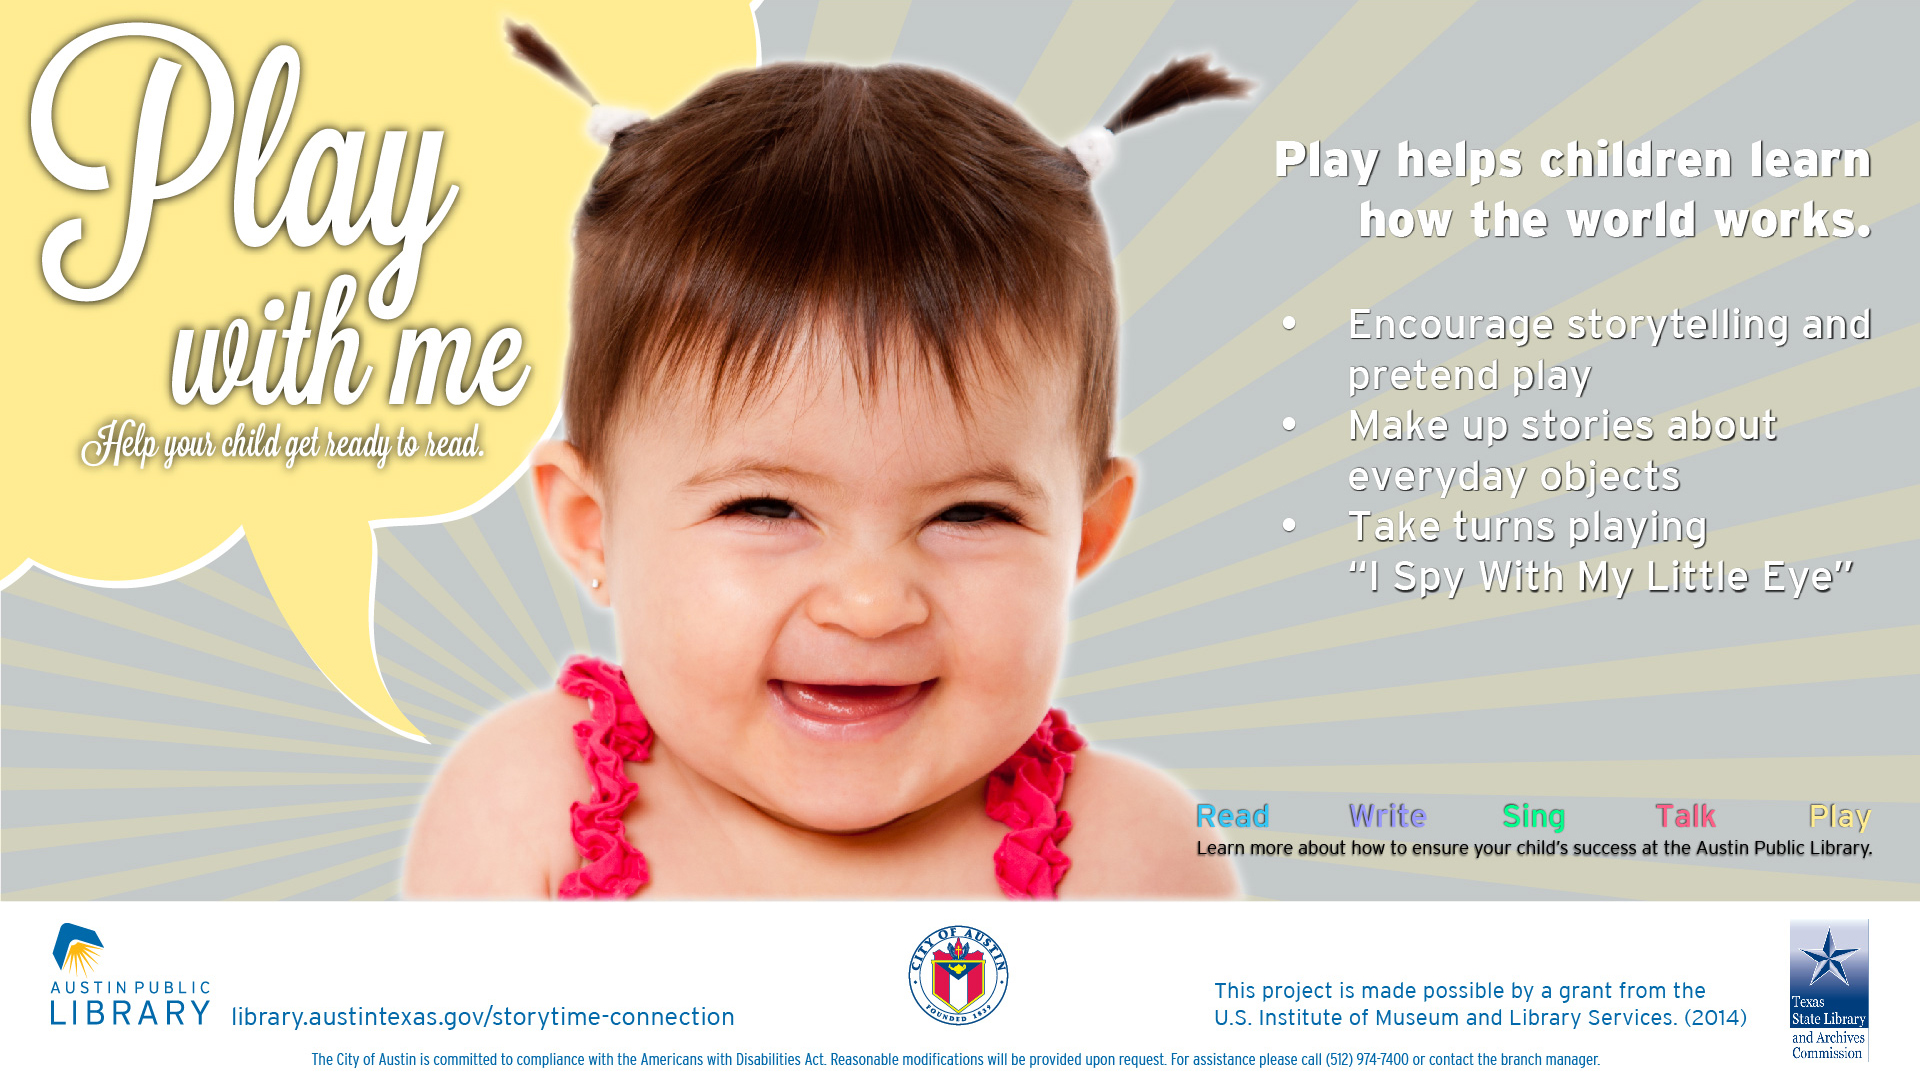 Play
with me
Help your child get ready to read.
Play helps children learn
how the world works.
• Encourage storytelling and
pretend play
• Make up stories about
everyday objects
• Take turns playing
“I Spy With My Little Eye”
Read Write Sing Talk Play
Learn more about how to ensure your child's success at the Austin Public Library.
AUSTIN PUBLIC
LIBRARY
library.austintexas.gov/storytime-connection
CITY OF AUSTIN
FOUNDED 1839
This project is made possible by a grant from the
U.S. Institute of Museum and Library Services. (2014)
Texas
State Library
and Archives
Commission
The City of Austin is committed to compliance with the Americans with Disabilities Act. Reasonable modifications will be provided upon request. For assistance please call (512) 974-7400 or contact the branch manager.